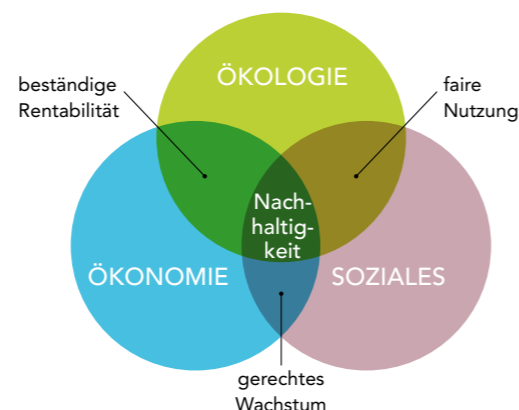 ÖKOLOGIE
beständige
Rentabilität
faire
Nutzung
Nach-
haltig-
keit
ÖKONOMIE
SOZIALES
gerechtes
Wachstum